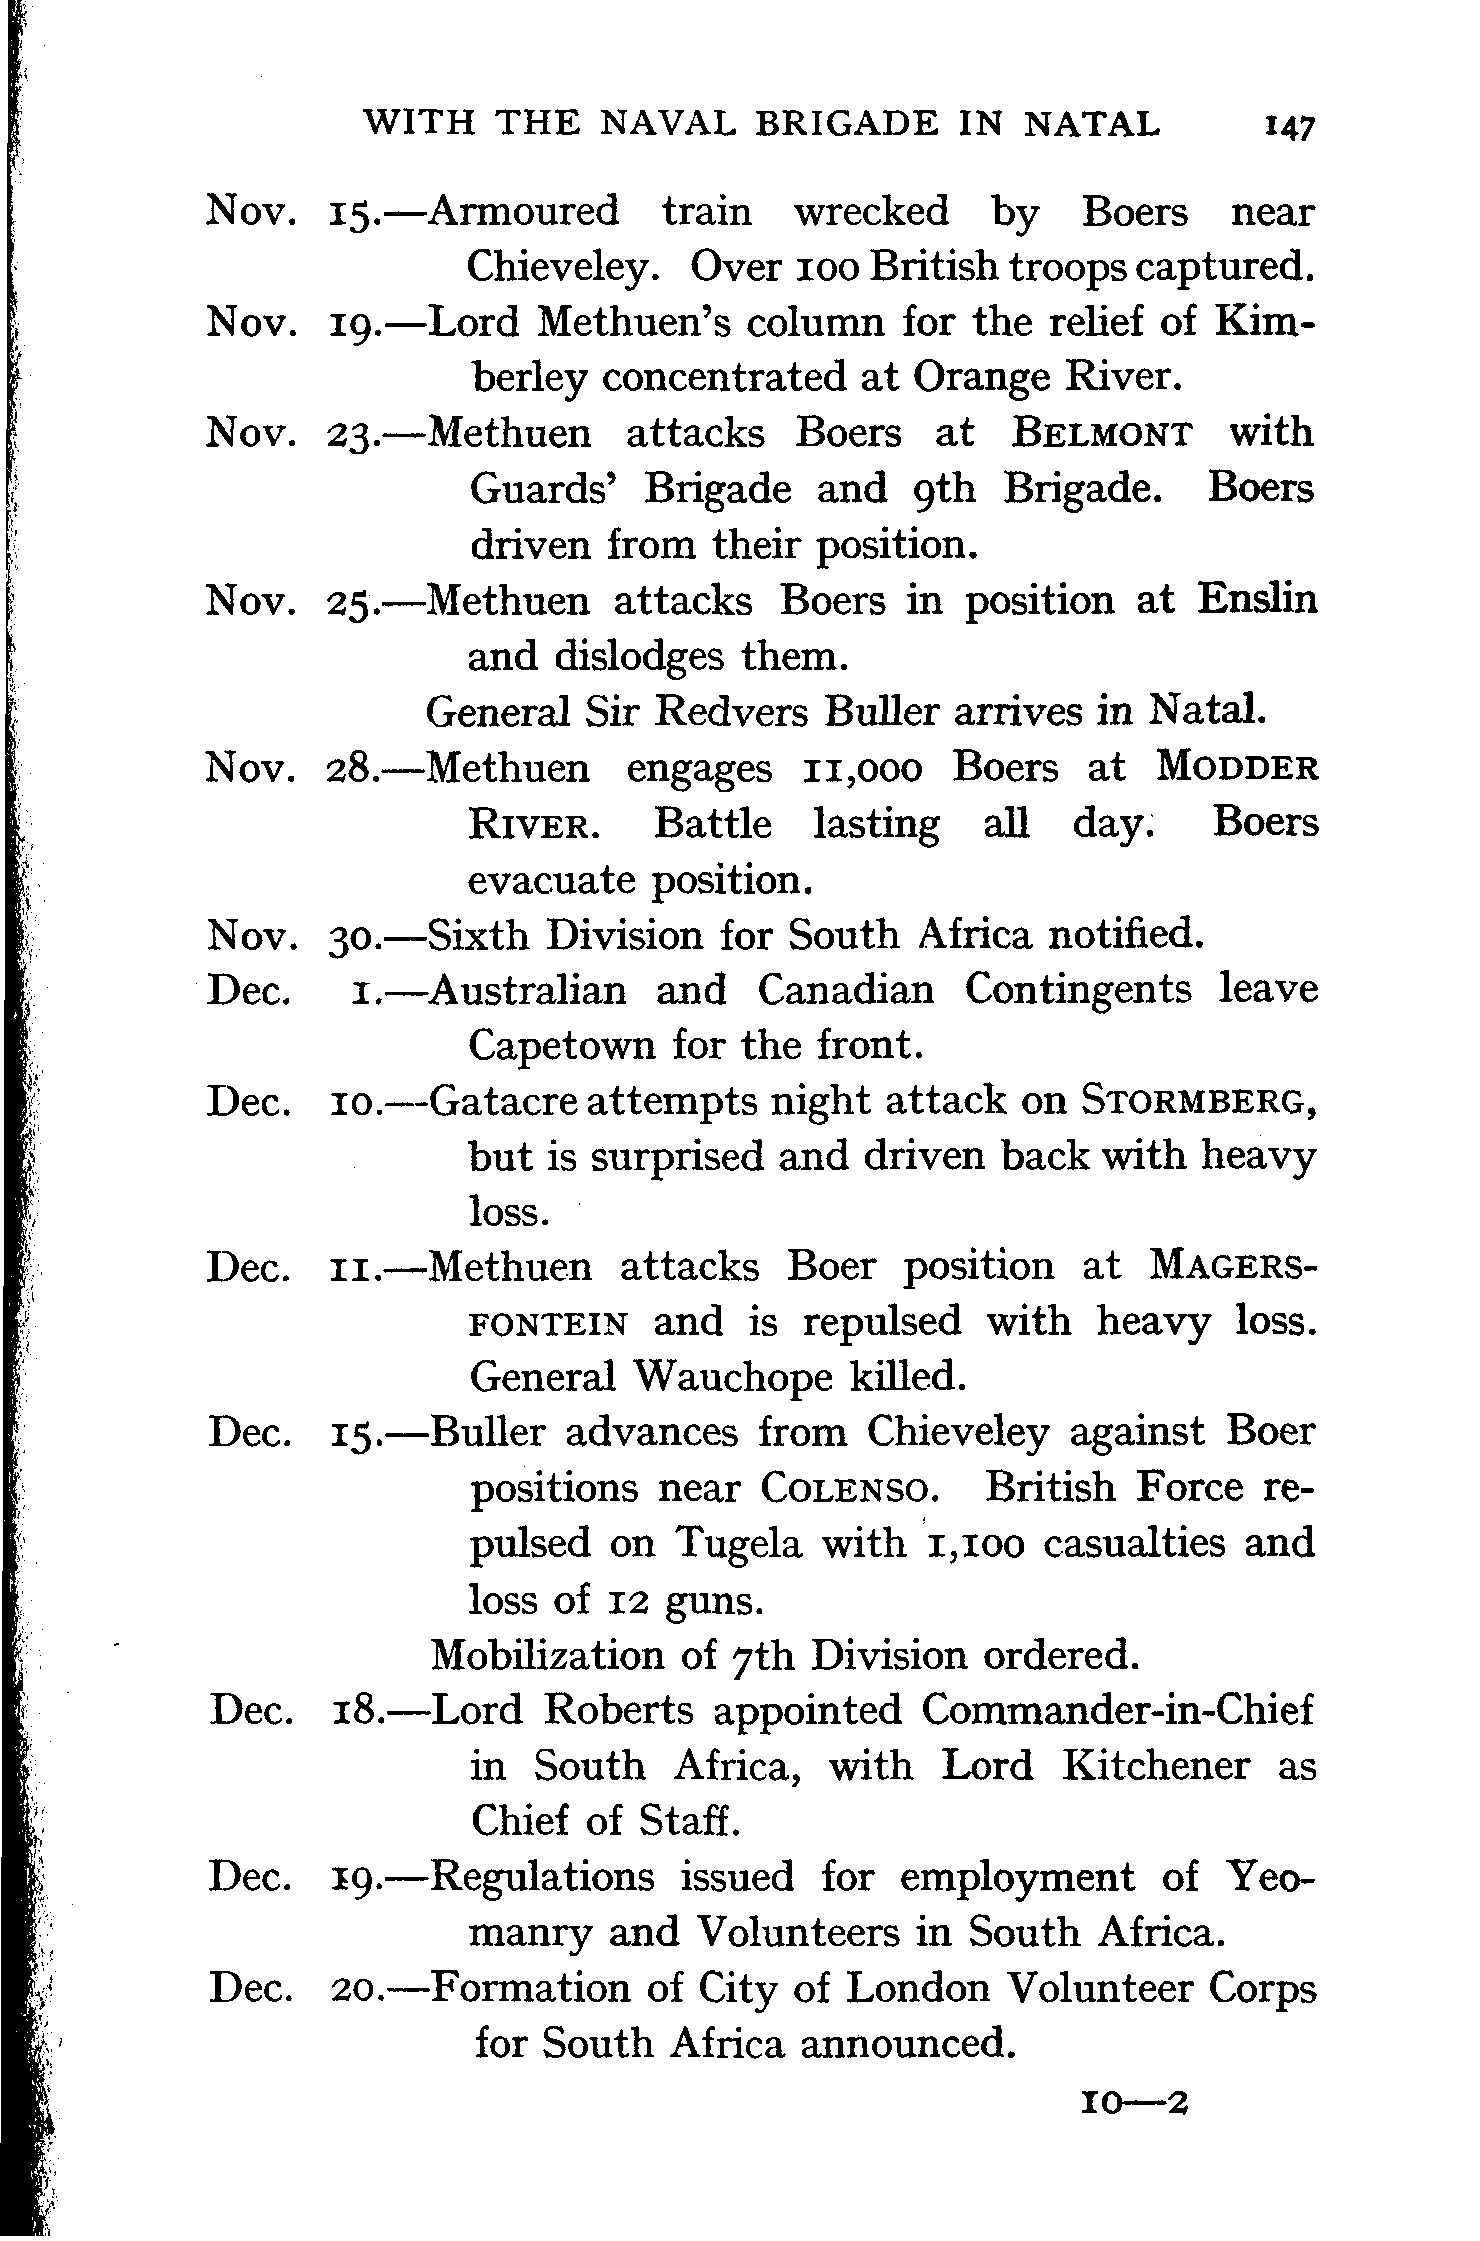 WITH THE NAVAL BRIGADE IN NATAL 147
Nov. 15.—Armoured train wrecked by Boers near
Chieveley. Over 100 British troops captured.
Nov. 19.—Lord Methuen's column for the relief of Kim-
berley concentrated at Orange River.
Nov. 23.—Methuen attacks Boers at BELMONT with
Guards' Brigade and 9th Brigade. Boers
driven from their position.
Nov. 25.—Methuen attacks Boers in position at Enslin
and dislodges them.
General Sir Redvers Buller arrives in Natal.
Nov. 28.—Methuen engages 11,000 Boers at MODDER
RIVER. Battle lasting all day. Boers
evacuate position.
Nov. 30.—Sixth Division for South Africa notified.
Dec. 1.—Australian and Canadian Contingents leave
Capetown for the front.
Dec. 10.—Gatacre attempts night attack on STORMBERG,
but is surprised and driven back with heavy
loss.
Dec. 11.—Methuen attacks Boer position at MAGERS-
FONTEIN and is repulsed with heavy loss.
General Wauchope killed.
Dec. 15.—Buller advances from Chieveley against Boer
positions near COLENSO. British Force re-
pulsed on Tugela with 1,100 casualties and
loss of 12 guns.
Mobilization of 7th Division ordered.
Dec. 18.—Lord Roberts appointed Commander-in-Chief
in South Africa, with Lord Kitchener as
Chief of Staff.
Dec. 19.—Regulations issued for employment of Yeo-
manry and Volunteers in South Africa.
Dec. 20.—Formation of City of London Volunteer Corps
for South Africa announced.
10—2